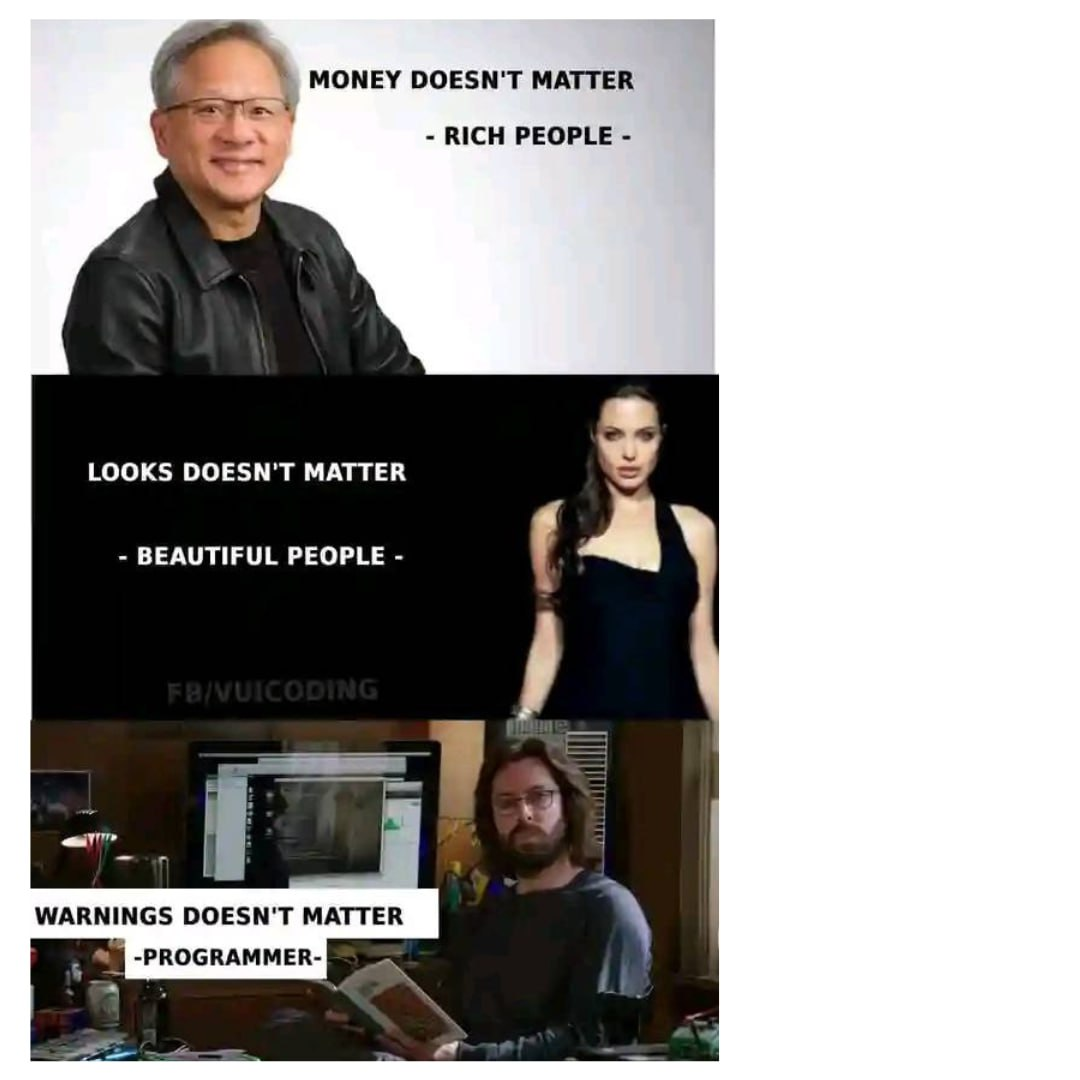 MONEY DOESN'T MATTER
- RICH PEOPLE -
LOOKS DOESN'T MATTER
- BEAUTIFUL PEOPLE -
FB/VUICODING
WARNINGS DOESN'T MATTER
-PROGRAMMER-